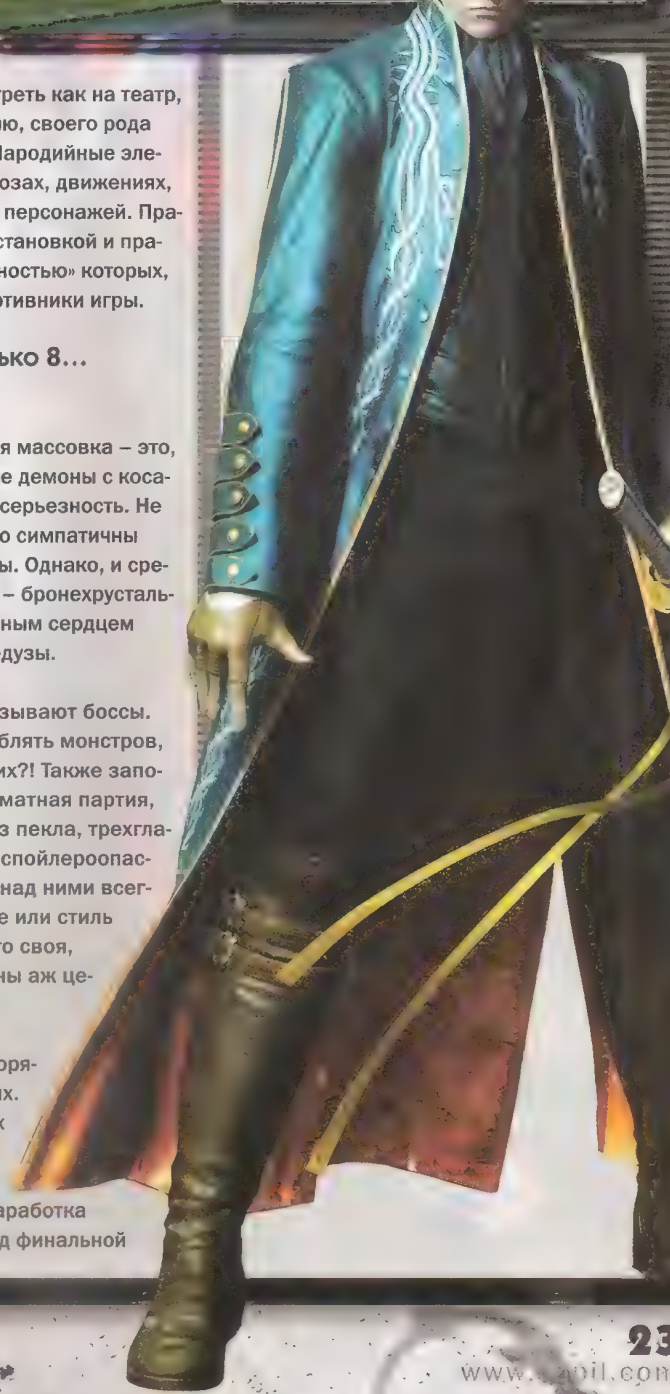 треть как на театр,
ю, своего рода
Пародийные эле-
озах, движениях,
персонажей. Пра-
становкой и пра-
ностью» которых,
отивники игры.
ько 8...
я массовка – это,
е демоны с коса-
серьезность. Не
о симпатичны
ы. Однако, и сре-
– бронехрусталь-
ным сердцем
едузы.
зывают боссы.
блять монстров,
их?! Также запо-
матная партия,
з пекла, трехгла-
спойлероопас-
над ними всег-
е или стиль
го своя,
ны аж це-
оря-
их.
х
аработка
д финальной
23